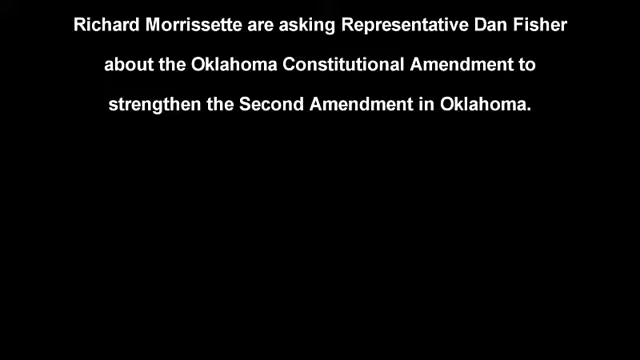 Richard Morrissette are asking Representative Dan Fisher
about the Oklahoma Constitutional Amendment to
strengthen the Second Amendment in Oklahoma.